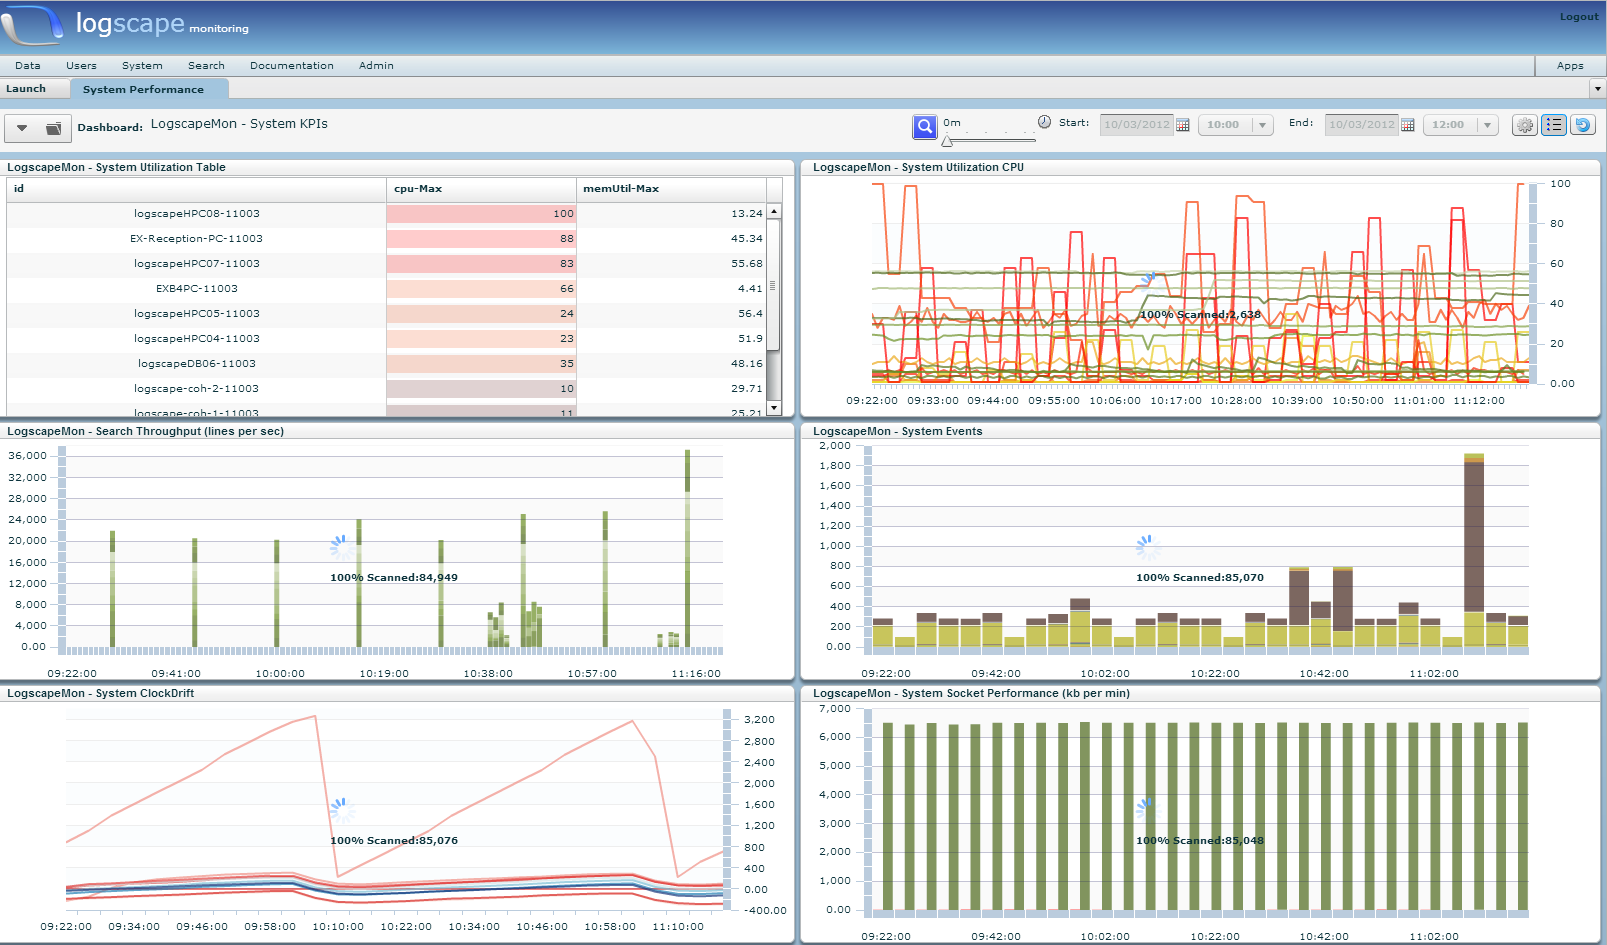 logscape monitoring
Logout
Data Users System Search Documentation Admin Apps
Launch System Performance
Dashboard: LogscapeMon - System KPIs 0m Start: 10/03/2012 10:00 End: 10/03/2012 12:00
LogscapeMon - System Utilization Table
id cpu-Max memUtil-Max
logscapeHPC08-11003 100 13.24
EX-Reception-PC-11003 88 45.34
logscapeHPC07-11003 83 55.68
EXB4PC-11003 66 4.41
logscapeHPC05-11003 24 56.4
logscapeHPC04-11003 23 51.9
logscapeDB06-11003 35 48.16
logscape-coh-2-11003 10 29.71
logscape-coh-1-11003 11 25.21
LogscapeMon - System Utilization CPU
100
80
60
40
20
0.00
100% Scanned:2,638
09:22:00 09:33:00 09:44:00 09:55:00 10:06:00 10:17:00 10:28:00 10:39:00 10:50:00 11:01:00 11:12:00
LogscapeMon - Search Throughput (lines per sec)
36,000
32,000
28,000
24,000
20,000
16,000
12,000
8,000
4,000
0.00
100% Scanned:84,949
09:22:00 09:41:00 10:00:00 10:19:00 10:38:00 10:57:00 11:16:00
LogscapeMon - System Events
2,000
1,800
1,600
1,400
1,200
1,000
800
600
400
200
0.00
100% Scanned:85,070
09:22:00 09:42:00 10:02:00 10:22:00 10:42:00 11:02:00
LogscapeMon - System ClockDrift
3,200
2,800
2,400
2,000
1,600
1,200
800
400
0.00
-400.00
100% Scanned:85,076
09:22:00 09:34:00 09:46:00 09:58:00 10:10:00 10:22:00 10:34:00 10:46:00 10:58:00 11:10:00
LogscapeMon - System Socket Performance (kb per min)
7,000
6,000
5,000
4,000
3,000
2,000
1,000
0.00
100% Scanned:85,048
09:22:00 09:42:00 10:02:00 10:22:00 10:42:00 11:02:00